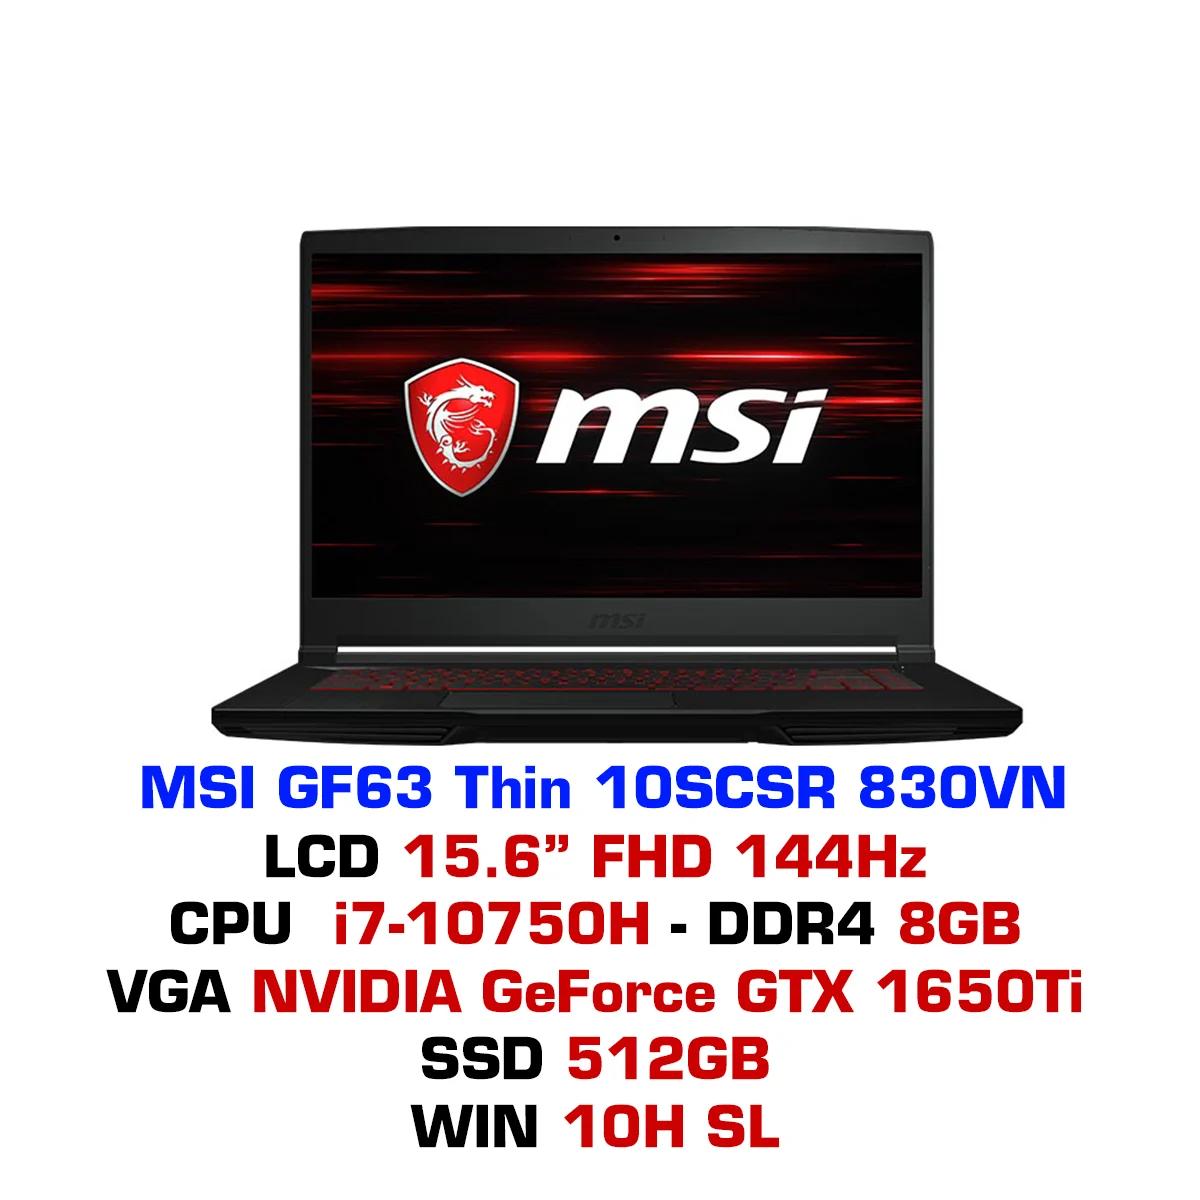 msi
msi
MSI GF63 Thin 10SCSR 830VN
LCD 15.6” FHD 144Hz
CPU i7-10750H - DDR4 8GB
VGA NVIDIA GeForce GTX 1650Ti
SSD 512GB
WIN 10H SL